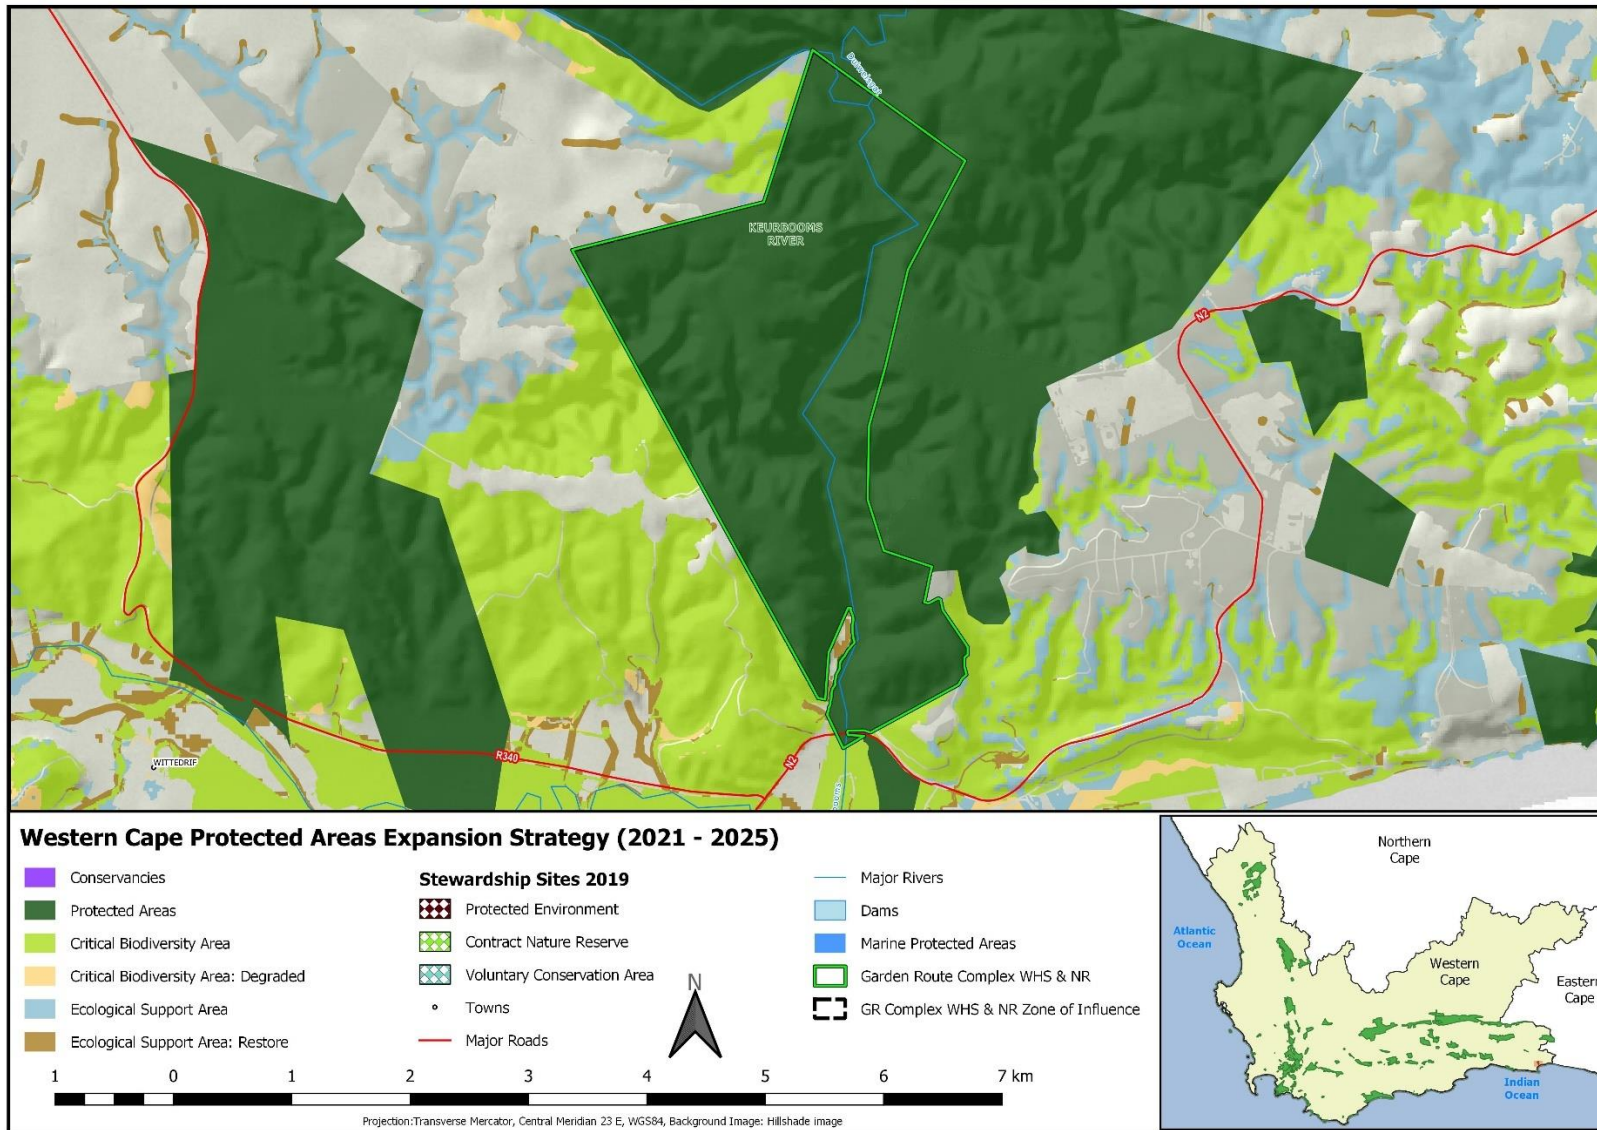 Duiwelsgat
KEURBOOMS
RIVER
N2
R340
N2
WITTEDRIF
Western Cape Protected Areas Expansion Strategy (2021 - 2025)
Conservancies
Protected Areas
Critical Biodiversity Area
Critical Biodiversity Area: Degraded
Ecological Support Area
Ecological Support Area: Restore
Stewardship Sites 2019
Protected Environment
Contract Nature Reserve
Voluntary Conservation Area
Towns
Major Roads
N
Major Rivers
Dams
Marine Protected Areas
Garden Route Complex WHS & NR
GR Complex WHS & NR Zone of Influence
1 0 1 2 3 4 5 6 7 km
Projection:Transverse Mercator, Central Meridian 23 E, WGS84, Background Image: Hillshade image
Northern
Cape
Atlantic
Ocean
Western
Cape
Eastern
Cape
Indian
Ocean